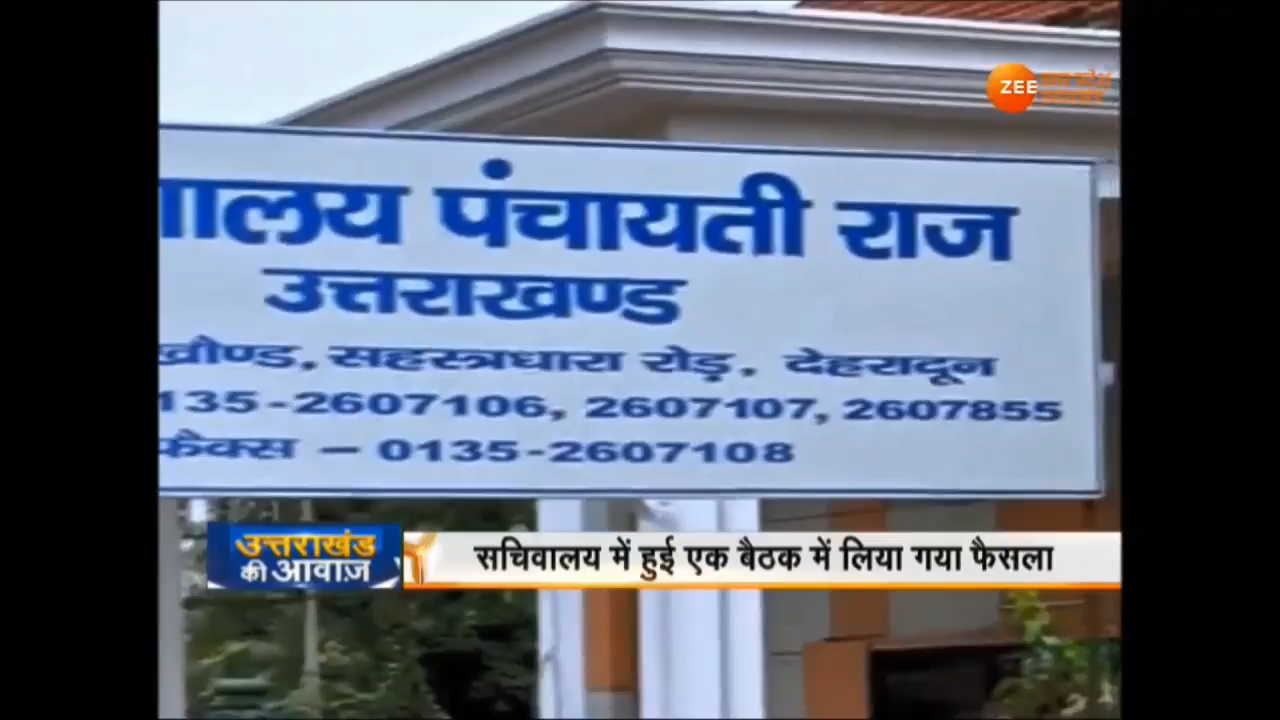 ZEE
ालय पंचायती राज
उत्तराखण्ड
सहस्त्रधारा रोड़, देहरादून
135-2607106, 2607107, 2607855
फैक्स – 0135-2607108
उत्तराखंड
की आवाज़
सचिवालय में हुई एक बैठक में लिया गया फैसला